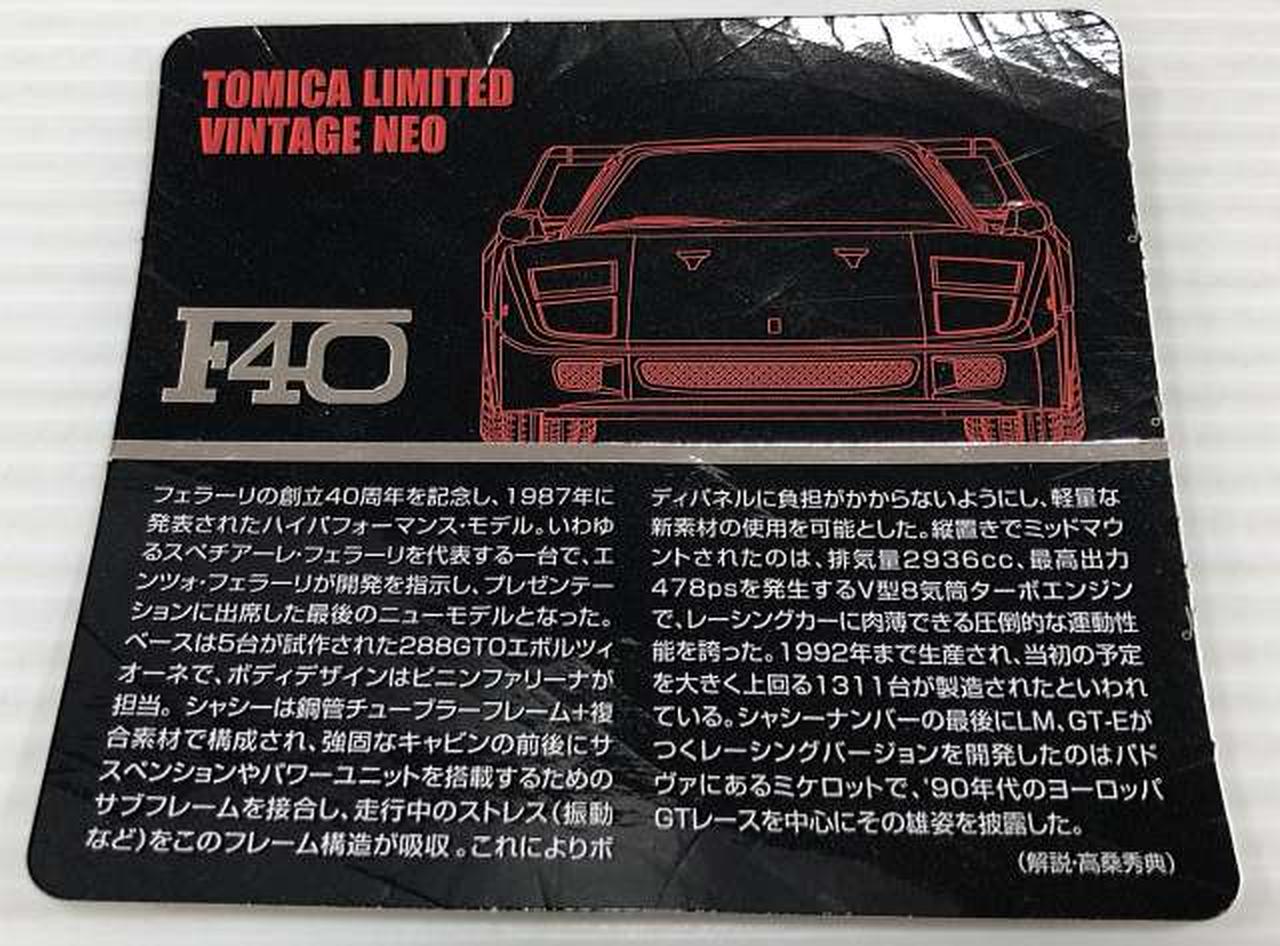 TOMICA LIMITED
VINTAGE NEO
F40
フェラーリの創立40周年を記念し、1987年に
発表されたハイパフォーマンス・モデル。いわゆ
るスペチアーレ・フェラーリを代表する一台で、エ
ンツォ・フェラーリが開発を指示し、プレゼンテー
ションに出席した最後のニューモデルとなった。
ベースは5台が試作された288GTOエボルツィ
オーネで、ボディデザインはピニンファリーナが
担当。シャシーは鋼管チューブラーフレーム+複
合素材で構成され、強固なキャビンの前後にサ
スペンションやパワーユニットを搭載するための
サブフレームを接合し、走行中のストレス(振動
など)をこのフレーム構造が吸収。これによりボ
ディパネルに負担がかからないようにし、軽量な
新素材の使用を可能とした。縦置きでミッドマウ
ントされたのは、排気量2936cc、最高出力
478psを発生するV型8気筒ターボエンジン
で、レーシングカーに肉薄できる圧倒的な運動性
能を誇った。1992年まで生産され、当初の予定
を大きく上回る1311台が製造されたといわれ
ている。シャシーナンバーの最後にLM、GT-Eが
つくレーシングバージョンを開発したのはパド
ヴァにあるミケロットで、'90年代のヨーロッパ
GTレースを中心にその雄姿を披露した。
(解説・高桑秀典)